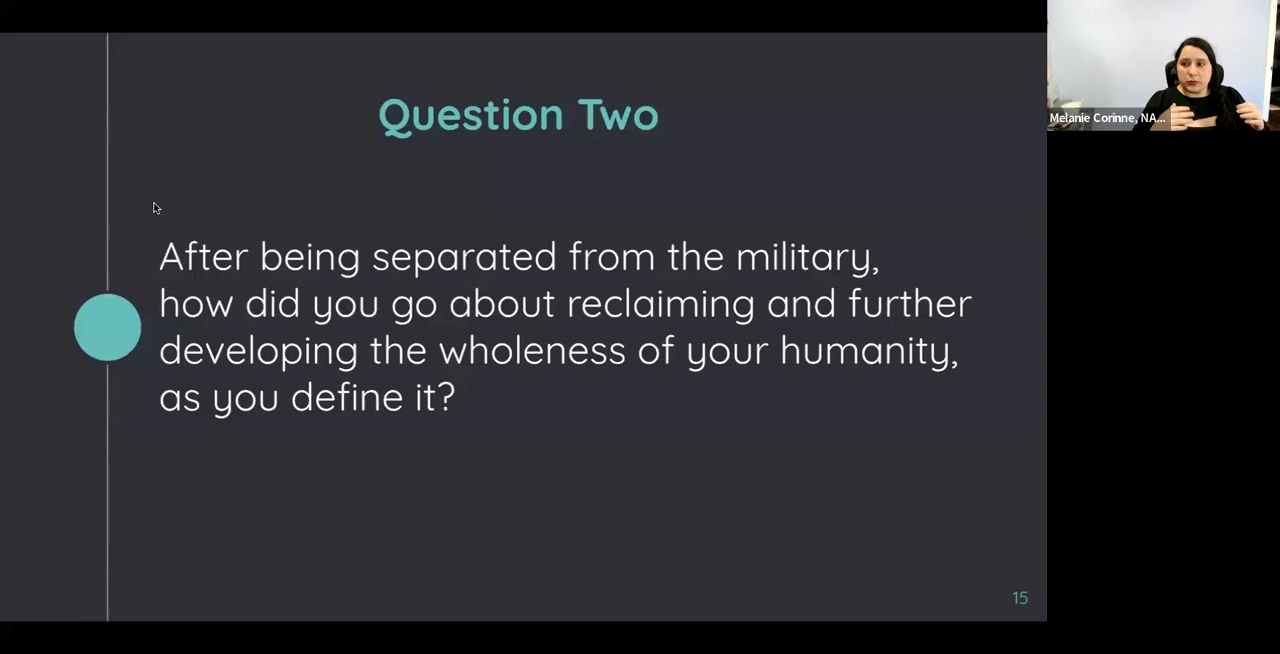 Question Two
Melanie Corinne, NA...
After being separated from the military,
how did you go about reclaiming and further
developing the wholeness of your humanity,
as you define it?
15